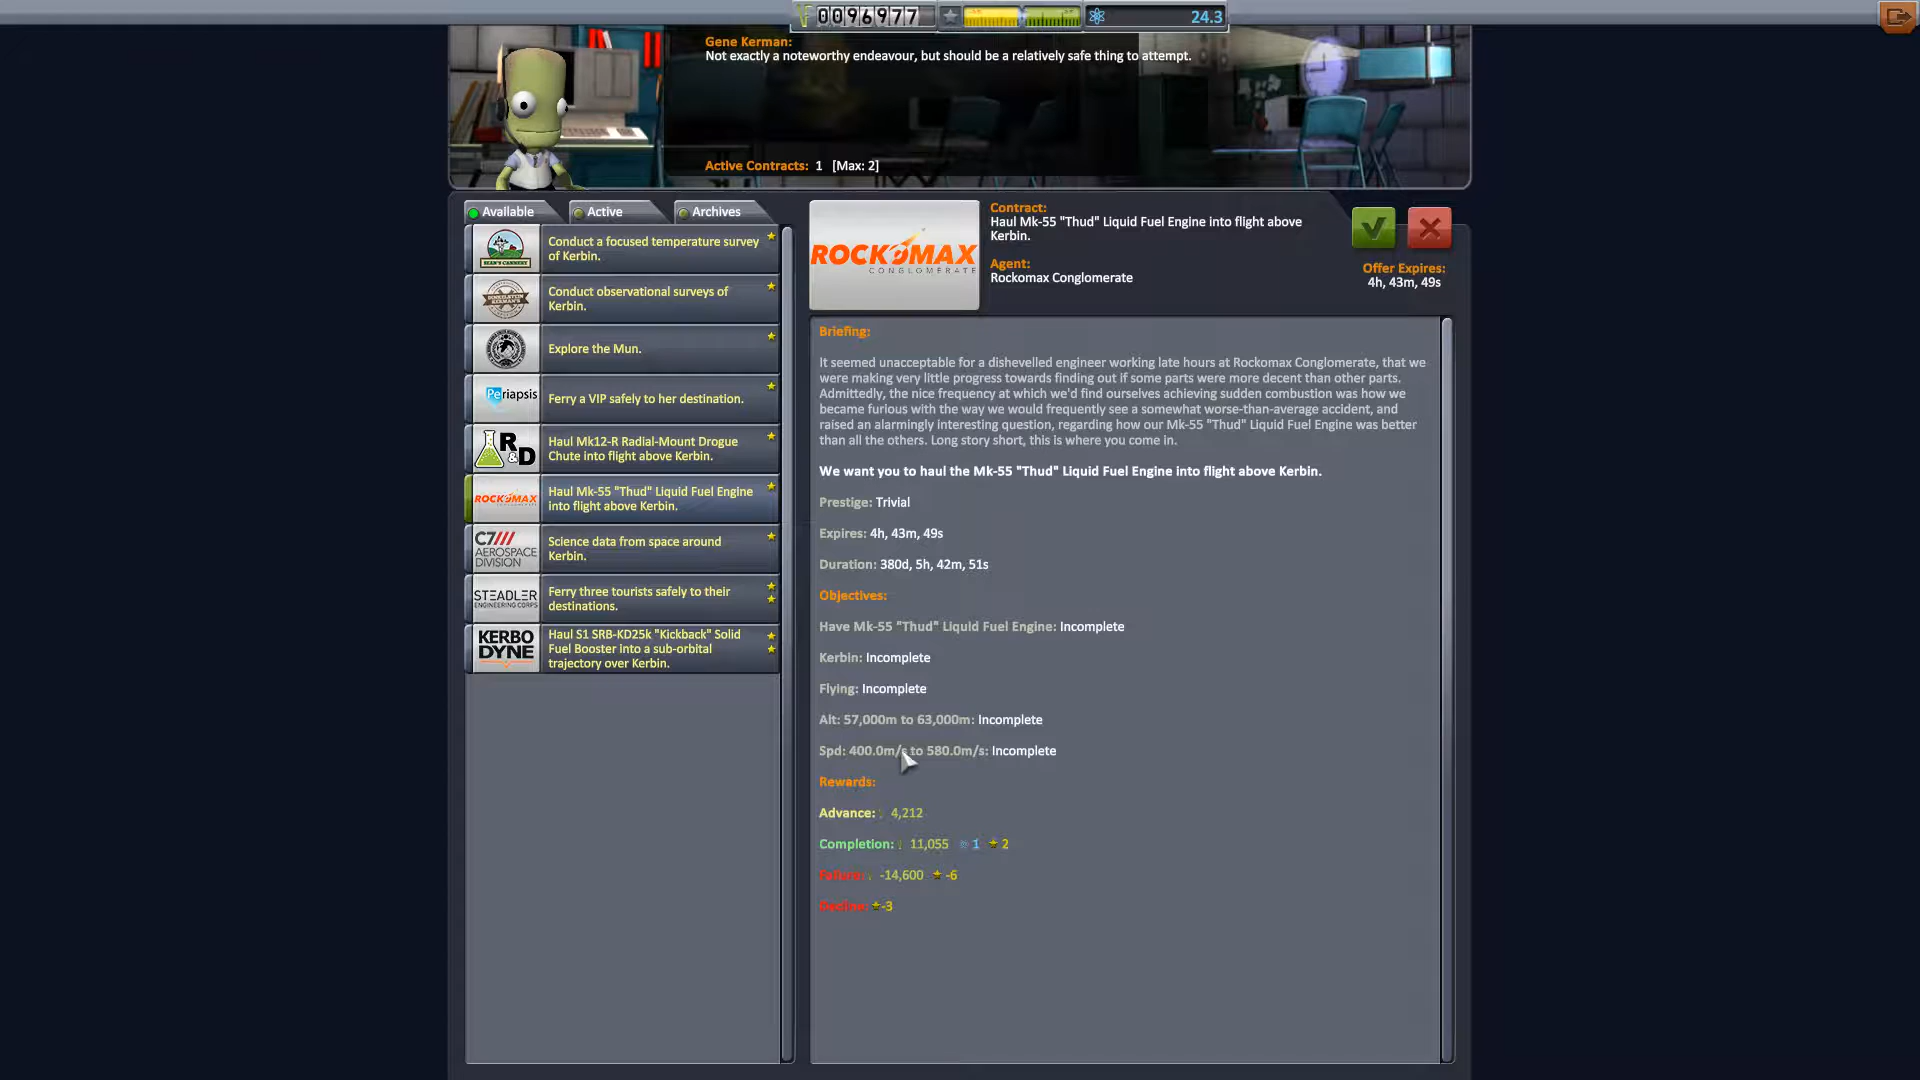 0096977
24.3
Gene Kerman:
Not exactly a noteworthy endeavour, but should be a relatively safe thing to attempt.
Active Contracts: 1 [Max: 2]
Available
Active
Archives
Conduct a focused temperature survey
of Kerbin.
Conduct observational surveys of
Kerbin.
Explore the Mun.
Periapsis
Ferry a VIP safely to her destination.
R&D
Haul Mk12-R Radial-Mount Drogue
Chute into flight above Kerbin.
ROCKOMAX
Haul Mk-55 "Thud" Liquid Fuel Engine
into flight above Kerbin.
C7///
AEROSPACE
DIVISION
Science data from space around
Kerbin.
STEADLER
ENGINEERING CORPS
Ferry three tourists safely to their
destinations.
KERBO
DYNE
Haul S1 SRB-KD25k "Kickback" Solid
Fuel Booster into a sub-orbital
trajectory over Kerbin.
ROCKOMAX
CONGLOMERATE
Contract:
Haul Mk-55 "Thud" Liquid Fuel Engine into flight above
Kerbin.
Agent:
Rockomax Conglomerate
Offer Expires:
4h, 43m, 49s
Briefing:
It seemed unacceptable for a dishevelled engineer working late hours at Rockomax Conglomerate, that we
were making very little progress towards finding out if some parts were more decent than other parts.
Admittedly, the nice frequency at which we'd find ourselves achieving sudden combustion was how we
became furious with the way we would frequently see a somewhat worse-than-average accident, and
raised an alarmingly interesting question, regarding how our Mk-55 "Thud" Liquid Fuel Engine was better
than all the others. Long story short, this is where you come in.
We want you to haul the Mk-55 "Thud" Liquid Fuel Engine into flight above Kerbin.
Prestige: Trivial
Expires: 4h, 43m, 49s
Duration: 380d, 5h, 42m, 51s
Objectives:
Have Mk-55 "Thud" Liquid Fuel Engine: Incomplete
Kerbin: Incomplete
Flying: Incomplete
Alt: 57,000m to 63,000m: Incomplete
Spd: 400.0m/s to 580.0m/s: Incomplete
Rewards:
Advance: 4,212
Completion: 11,055 1 2
Failure: -14,600 -6
Decline: -3